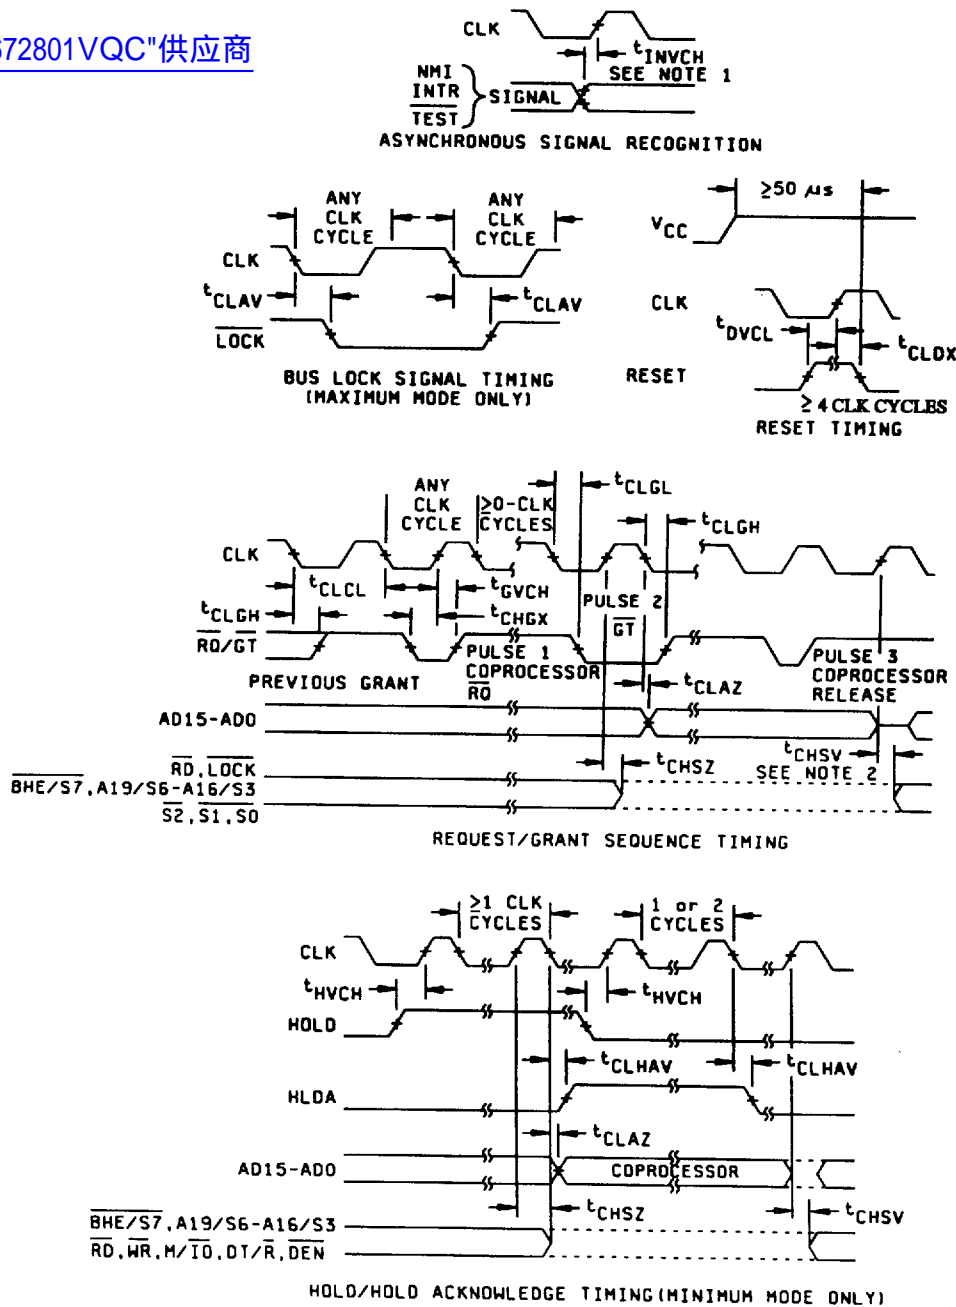 672801VQC"供应商
CLK
tINVCH
SEE NOTE 1
NMI
INTR
TEST
SIGNAL
ASYNCHRONOUS SIGNAL RECOGNITION
ANY
CLK
CYCLE
ANY
CLK
CYCLE
CLK
tCLAV
tCLAV
LOCK
BUS LOCK SIGNAL TIMING
(MAXIMUM MODE ONLY)
≥50 µs
VCC
CLK
tDVCL
tCLDX
RESET
≥ 4 CLK CYCLES
RESET TIMING
ANY
CLK
CYCLE
≥0-CLK
CYCLES
tCLGL
tCLGH
CLK
tCLCL
tGVCH
PULSE 2
GT
tCLGH
tCHGX
RQ/GT
PREVIOUS GRANT
PULSE 1
COPROCESSOR
RQ
PULSE 3
COPROCESSOR
RELEASE
tCLAZ
AD15-AD0
tCHSV
SEE NOTE 2
tCHSZ
RD,LOCK
BHE/S7,A19/S6-A16/S3
S2,S1,S0
REQUEST/GRANT SEQUENCE TIMING
≥1 CLK
CYCLES
1 or 2
CYCLES
CLK
tHVCH
tHVCH
HOLD
tCLHAV
tCLHAV
HLDA
tCLAZ
AD15-AD0
COPROCESSOR
tCHSZ
tCHSV
BHE/S7,A19/S6-A16/S3
RD,WR,M/IO,DT/R,DEN
HOLD/HOLD ACKNOWLEDGE TIMING(MINIMUM MODE ONLY)